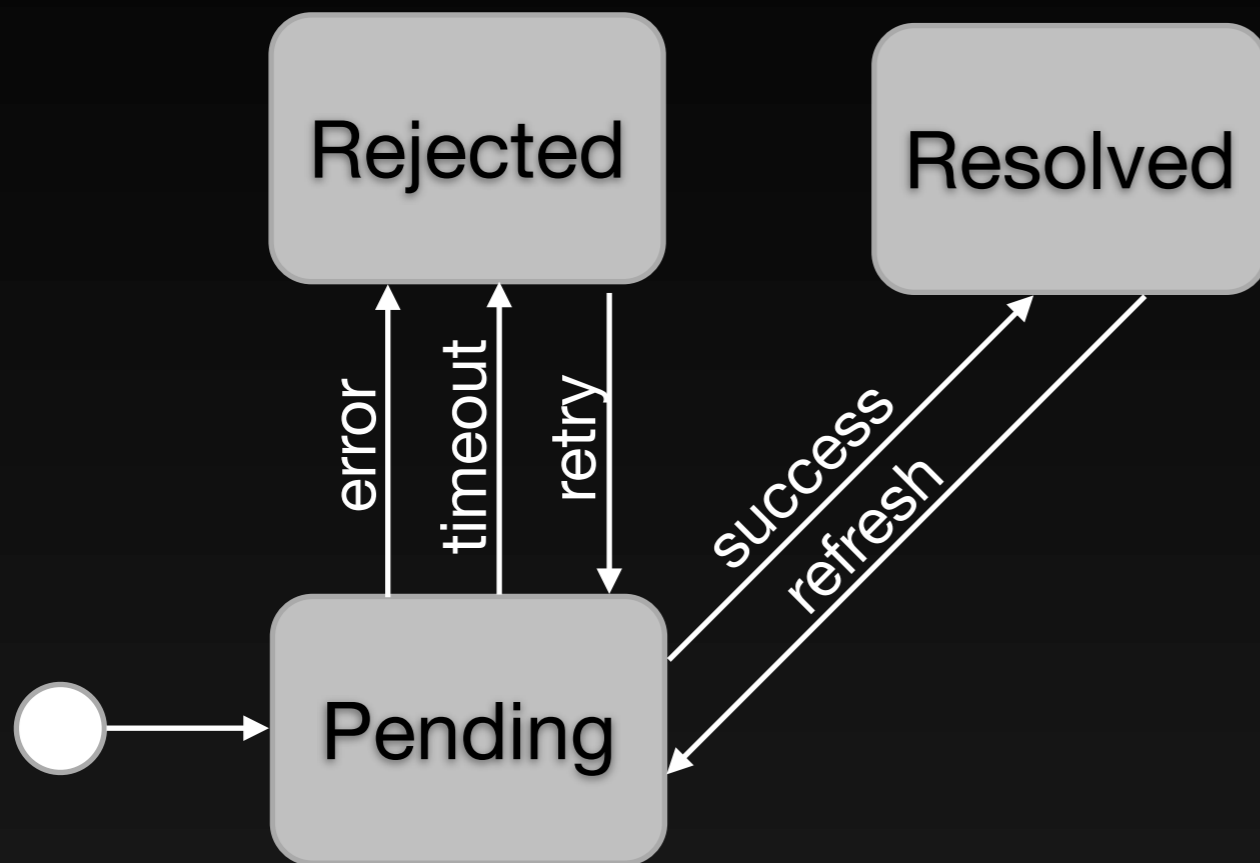 Rejected
Resolved
error
timeout
retry
success
refresh
Pending